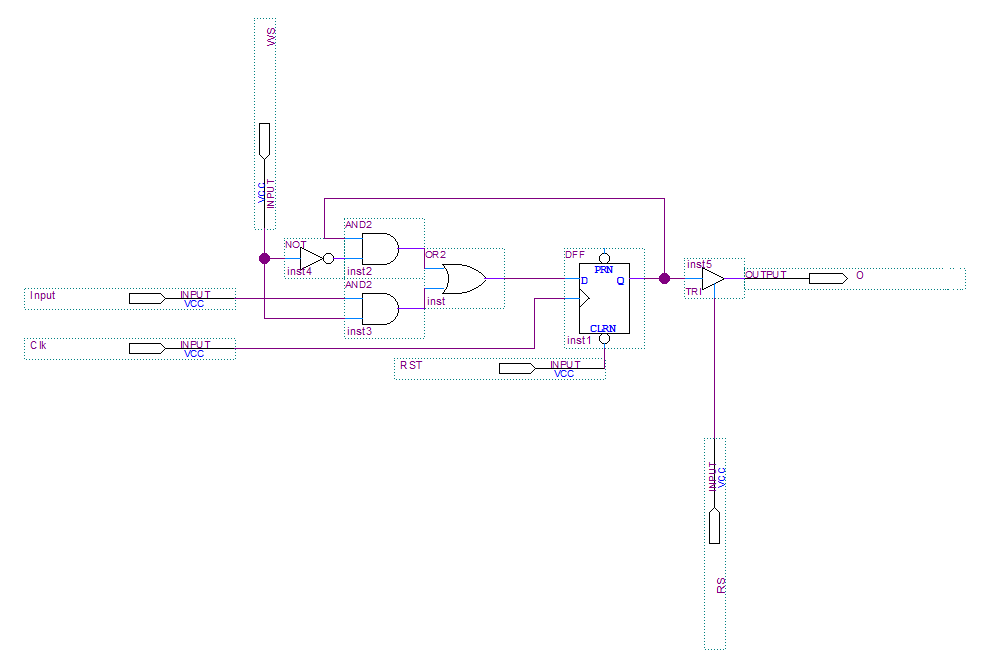 WS
VCC
INPUT
NOT
inst4
AND2
inst2
AND2
inst3
OR2
inst
DFF
PRN
D
Q
CLRN
inst1
inst5
TRI
OUTPUT
O
Input
INPUT
VCC
Clk
INPUT
VCC
RST
INPUT
VCC
INPUT
VCC
RS